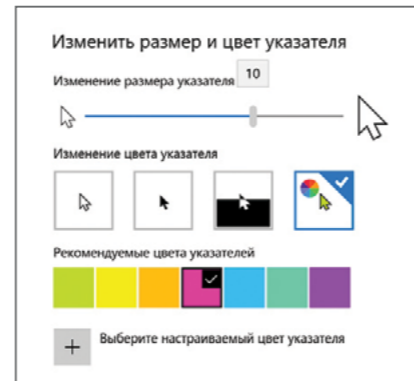 Изменить размер и цвет указателя
Изменение размера указателя 10
Изменение цвета указателя
Рекомендуемые цвета указателей
+ Выберите настраиваемый цвет указателя